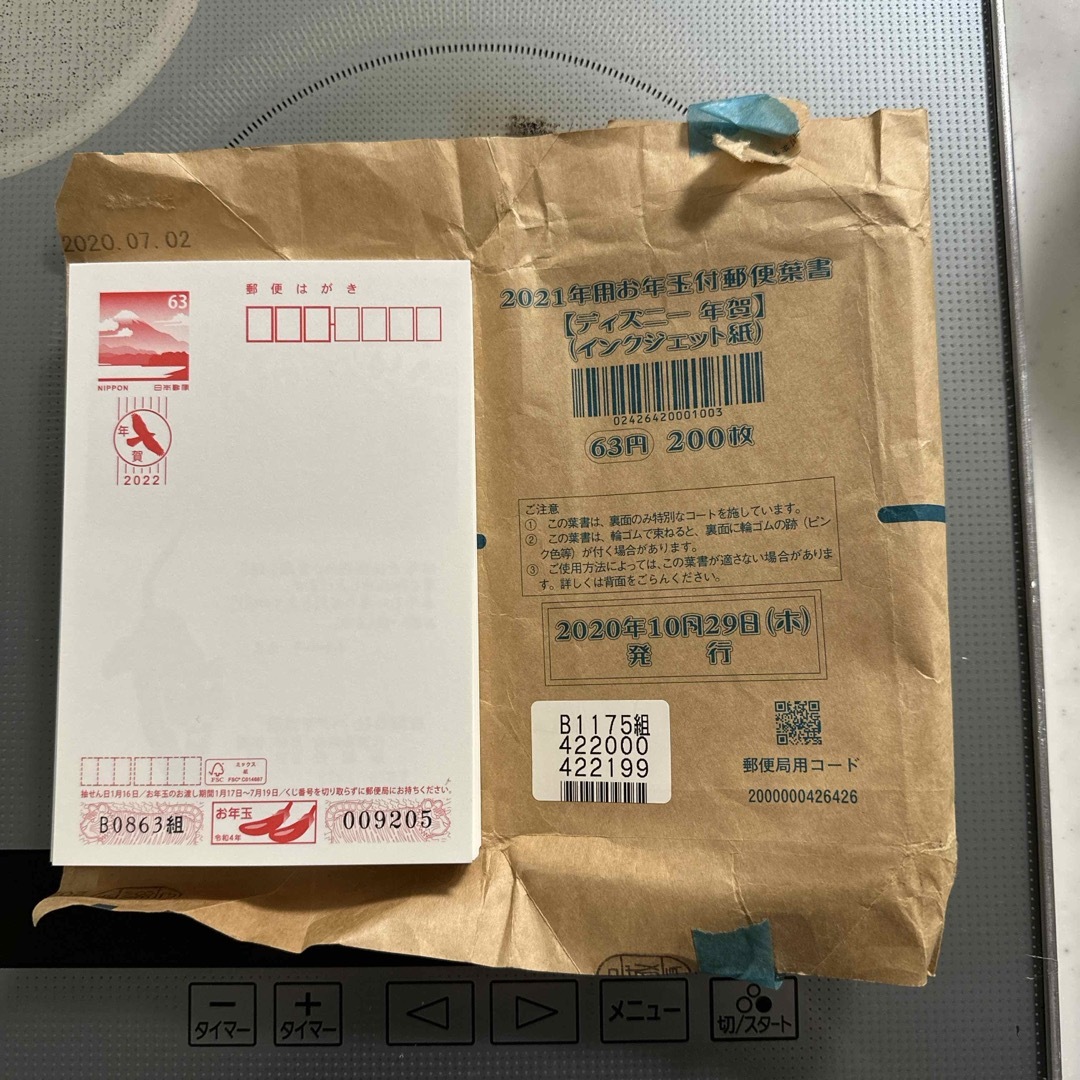 2020.07.02
郵便はがき
63
NIPPON 日本郵便
年
賀
2022
ミックス
紙
FSC FSC® C014687
抽せん日1月16日／お年玉のお渡し期間1月17日〜7月19日／くじ番号を切り取らずに郵便局にお持ちください。
B0863組
お年玉
令和4年
009205
2021年用お年玉付郵便葉書
【ディズニー 年賀】
(インクジェット紙)
02426420001003
63円 200枚
ご注意
① この葉書は、裏面のみ特別なコートを施しています。
② この葉書は、輪ゴムで束ねると、裏面に輪ゴムの跡（ピン
ク色等）が付く場合があります。
③ ご使用方法によっては、この葉書が適さない場合がありま
す。詳しくは背面をごらんください。
2020年10月29日(木)
発 行
B1175組
422000
422199
郵便局用コード
2000000426426
−
タイマー
+
タイマー
メニュー
切/スタート